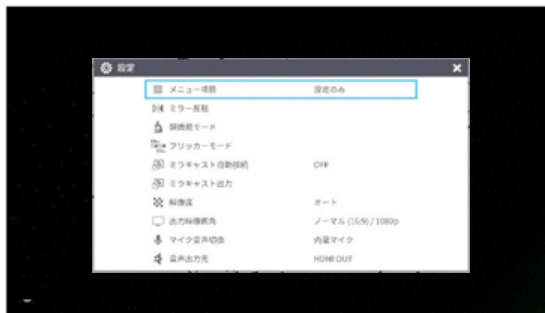 設定
メニュー項目 設定のみ
ミラー反転
顕微鏡モード
フリッカーモード
ミラキャスト自動接続 OFF
ミラキャスト出力
解像度 オート
出力映像画角 ノーマル (16:9) / 1080p
マイク音声切換 内蔵マイク
音声出力先 HDMI OUT